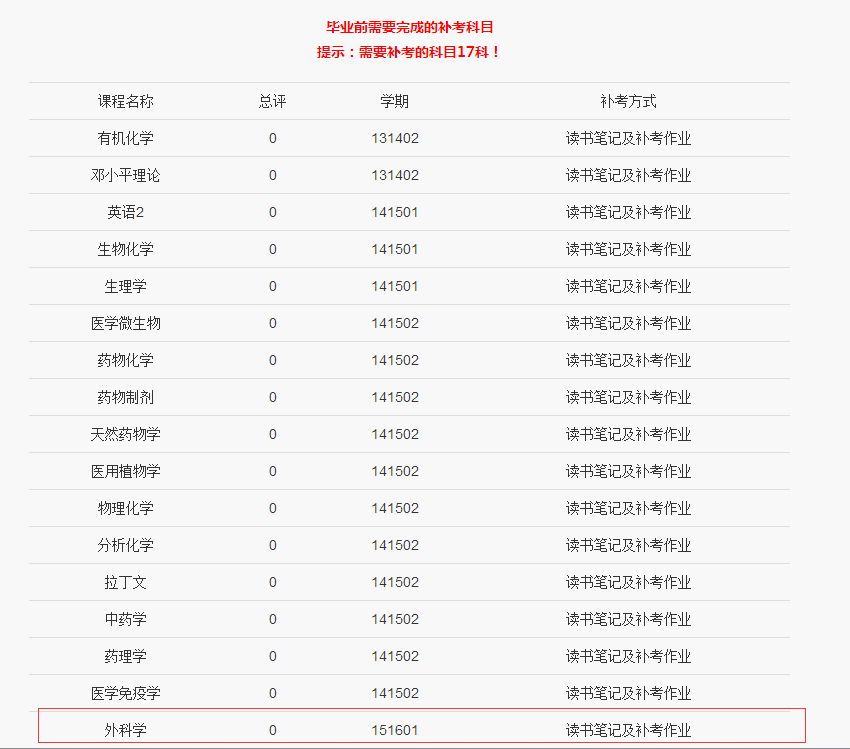 毕业前需要完成的补考科目
提示：需要补考的科目17科！
课程名称 总评 学期 补考方式
有机化学 0 131402 读书笔记及补考作业
邓小平理论 0 131402 读书笔记及补考作业
英语2 0 141501 读书笔记及补考作业
生物化学 0 141501 读书笔记及补考作业
生理学 0 141501 读书笔记及补考作业
医学微生物 0 141502 读书笔记及补考作业
药物化学 0 141502 读书笔记及补考作业
药物制剂 0 141502 读书笔记及补考作业
天然药物学 0 141502 读书笔记及补考作业
医用植物学 0 141502 读书笔记及补考作业
物理化学 0 141502 读书笔记及补考作业
分析化学 0 141502 读书笔记及补考作业
拉丁文 0 141502 读书笔记及补考作业
中药学 0 141502 读书笔记及补考作业
药理学 0 141502 读书笔记及补考作业
医学免疫学 0 141502 读书笔记及补考作业
外科学 0 151601 读书笔记及补考作业